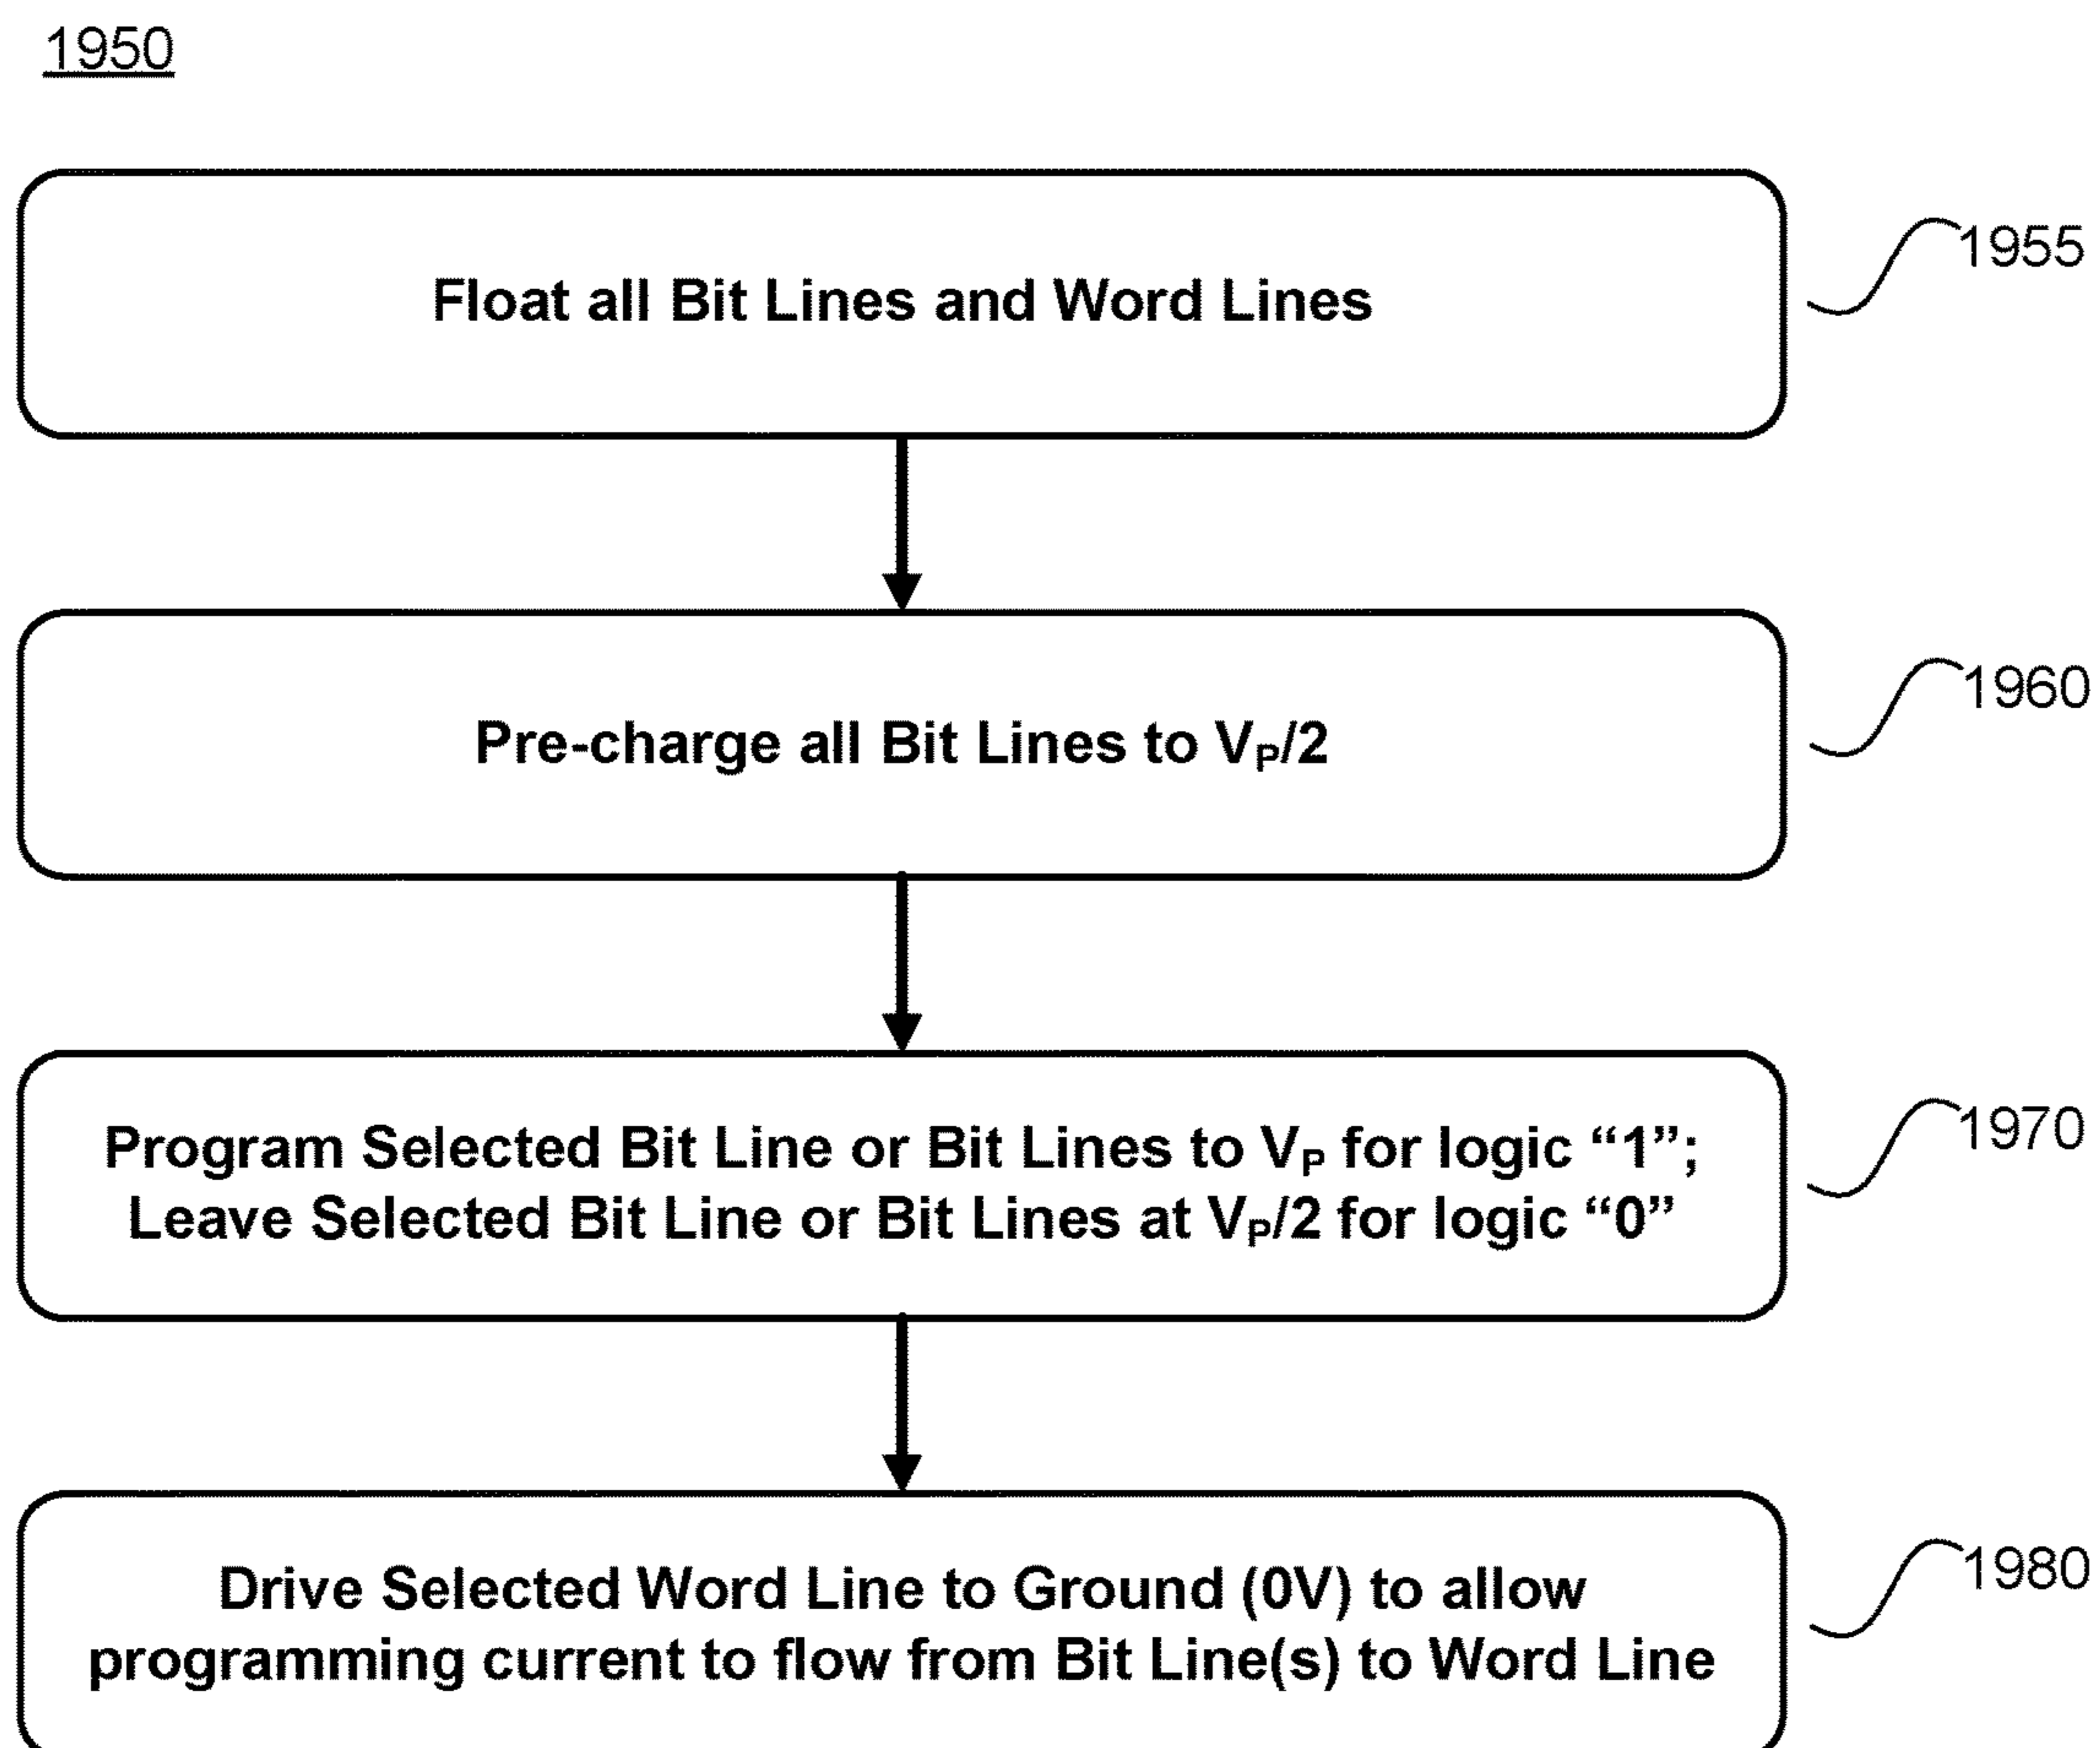 1950
Float all Bit Lines and Word Lines
1955
Pre-charge all Bit Lines to VP/2
1960
Program Selected Bit Line or Bit Lines to VP for logic “1”;
Leave Selected Bit Line or Bit Lines at VP/2 for logic “0”
1970
Drive Selected Word Line to Ground (0V) to allow
programming current to flow from Bit Line(s) to Word Line
1980